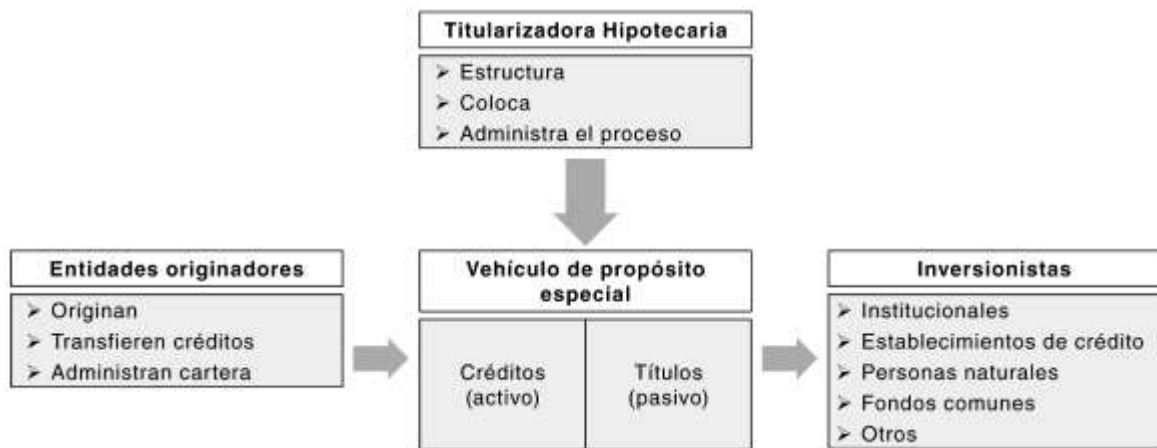 Titularizadora Hipotecaria
➢ Estructura
➢ Coloca
➢ Administra el proceso
Entidades originadores
➢ Originan
➢ Transfieren créditos
➢ Administran cartera
Vehículo de propósito
especial
Créditos
(activo)
Títulos
(pasivo)
Inversionistas
➢ Institucionales
➢ Establecimientos de crédito
➢ Personas naturales
➢ Fondos comunes
➢ Otros